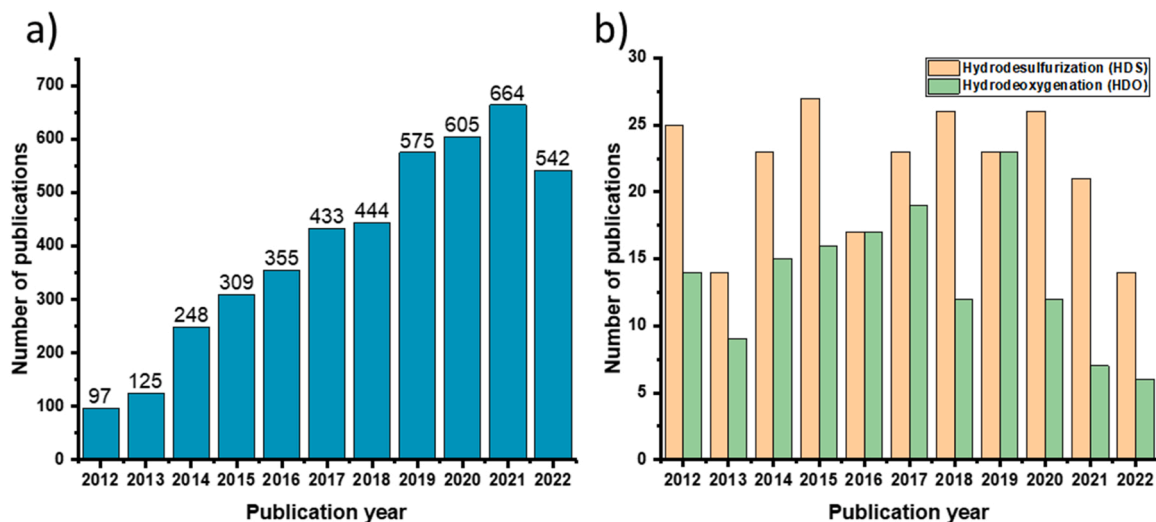 a)
Number of publications
700
600
500
400
300
200
100
0
97
125
248
309
355
433
444
575
605
664
542
2012 2013 2014 2015 2016 2017 2018 2019 2020 2021 2022
Publication year
b)
Number of publications
30
25
20
15
10
5
0
Hydrodesulfurization (HDS)
Hydrodeoxygenation (HDO)
2012 2013 2014 2015 2016 2017 2018 2019 2020 2021 2022
Publication year